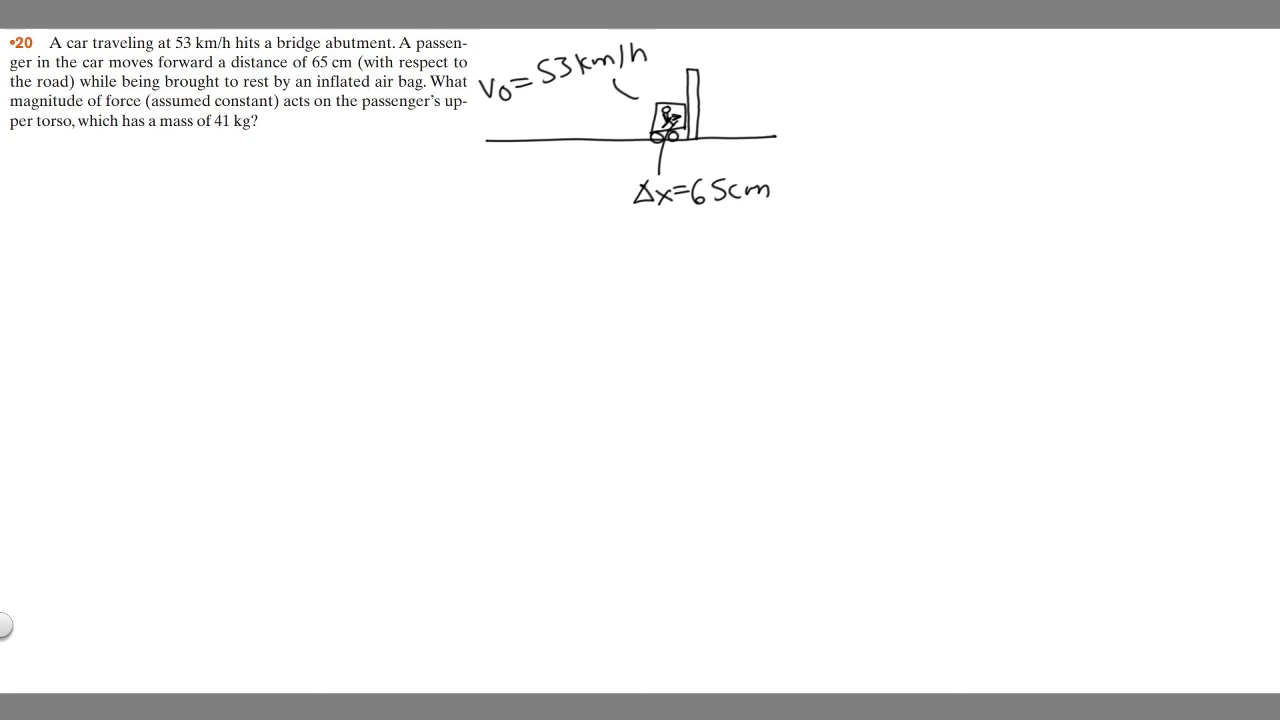 •20 A car traveling at 53 km/h hits a bridge abutment. A passen-
ger in the car moves forward a distance of 65 cm (with respect to
the road) while being brought to rest by an inflated air bag. What
magnitude of force (assumed constant) acts on the passenger's up-
per torso, which has a mass of 41 kg?
v₀=53km/h
Δx=65cm